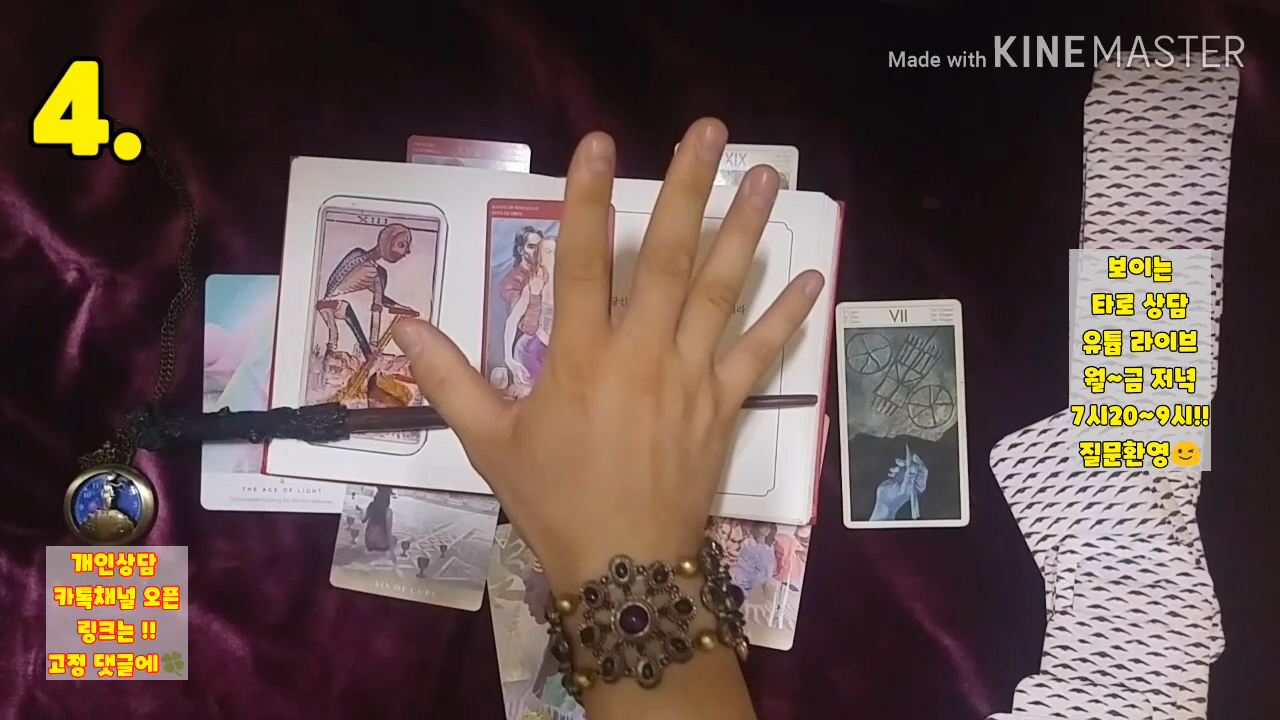 Made with KINEMASTER
4.
XIX
XIII
VII
보이는
타로 상담
유튭 라이브
월~금 저녁
7시20~9시!!
질문환영😉
THE AGE OF LIGHT
SIX OF CUPS
개인상담
카톡채널 오픈
링크는 !!
고정 댓글에🍀